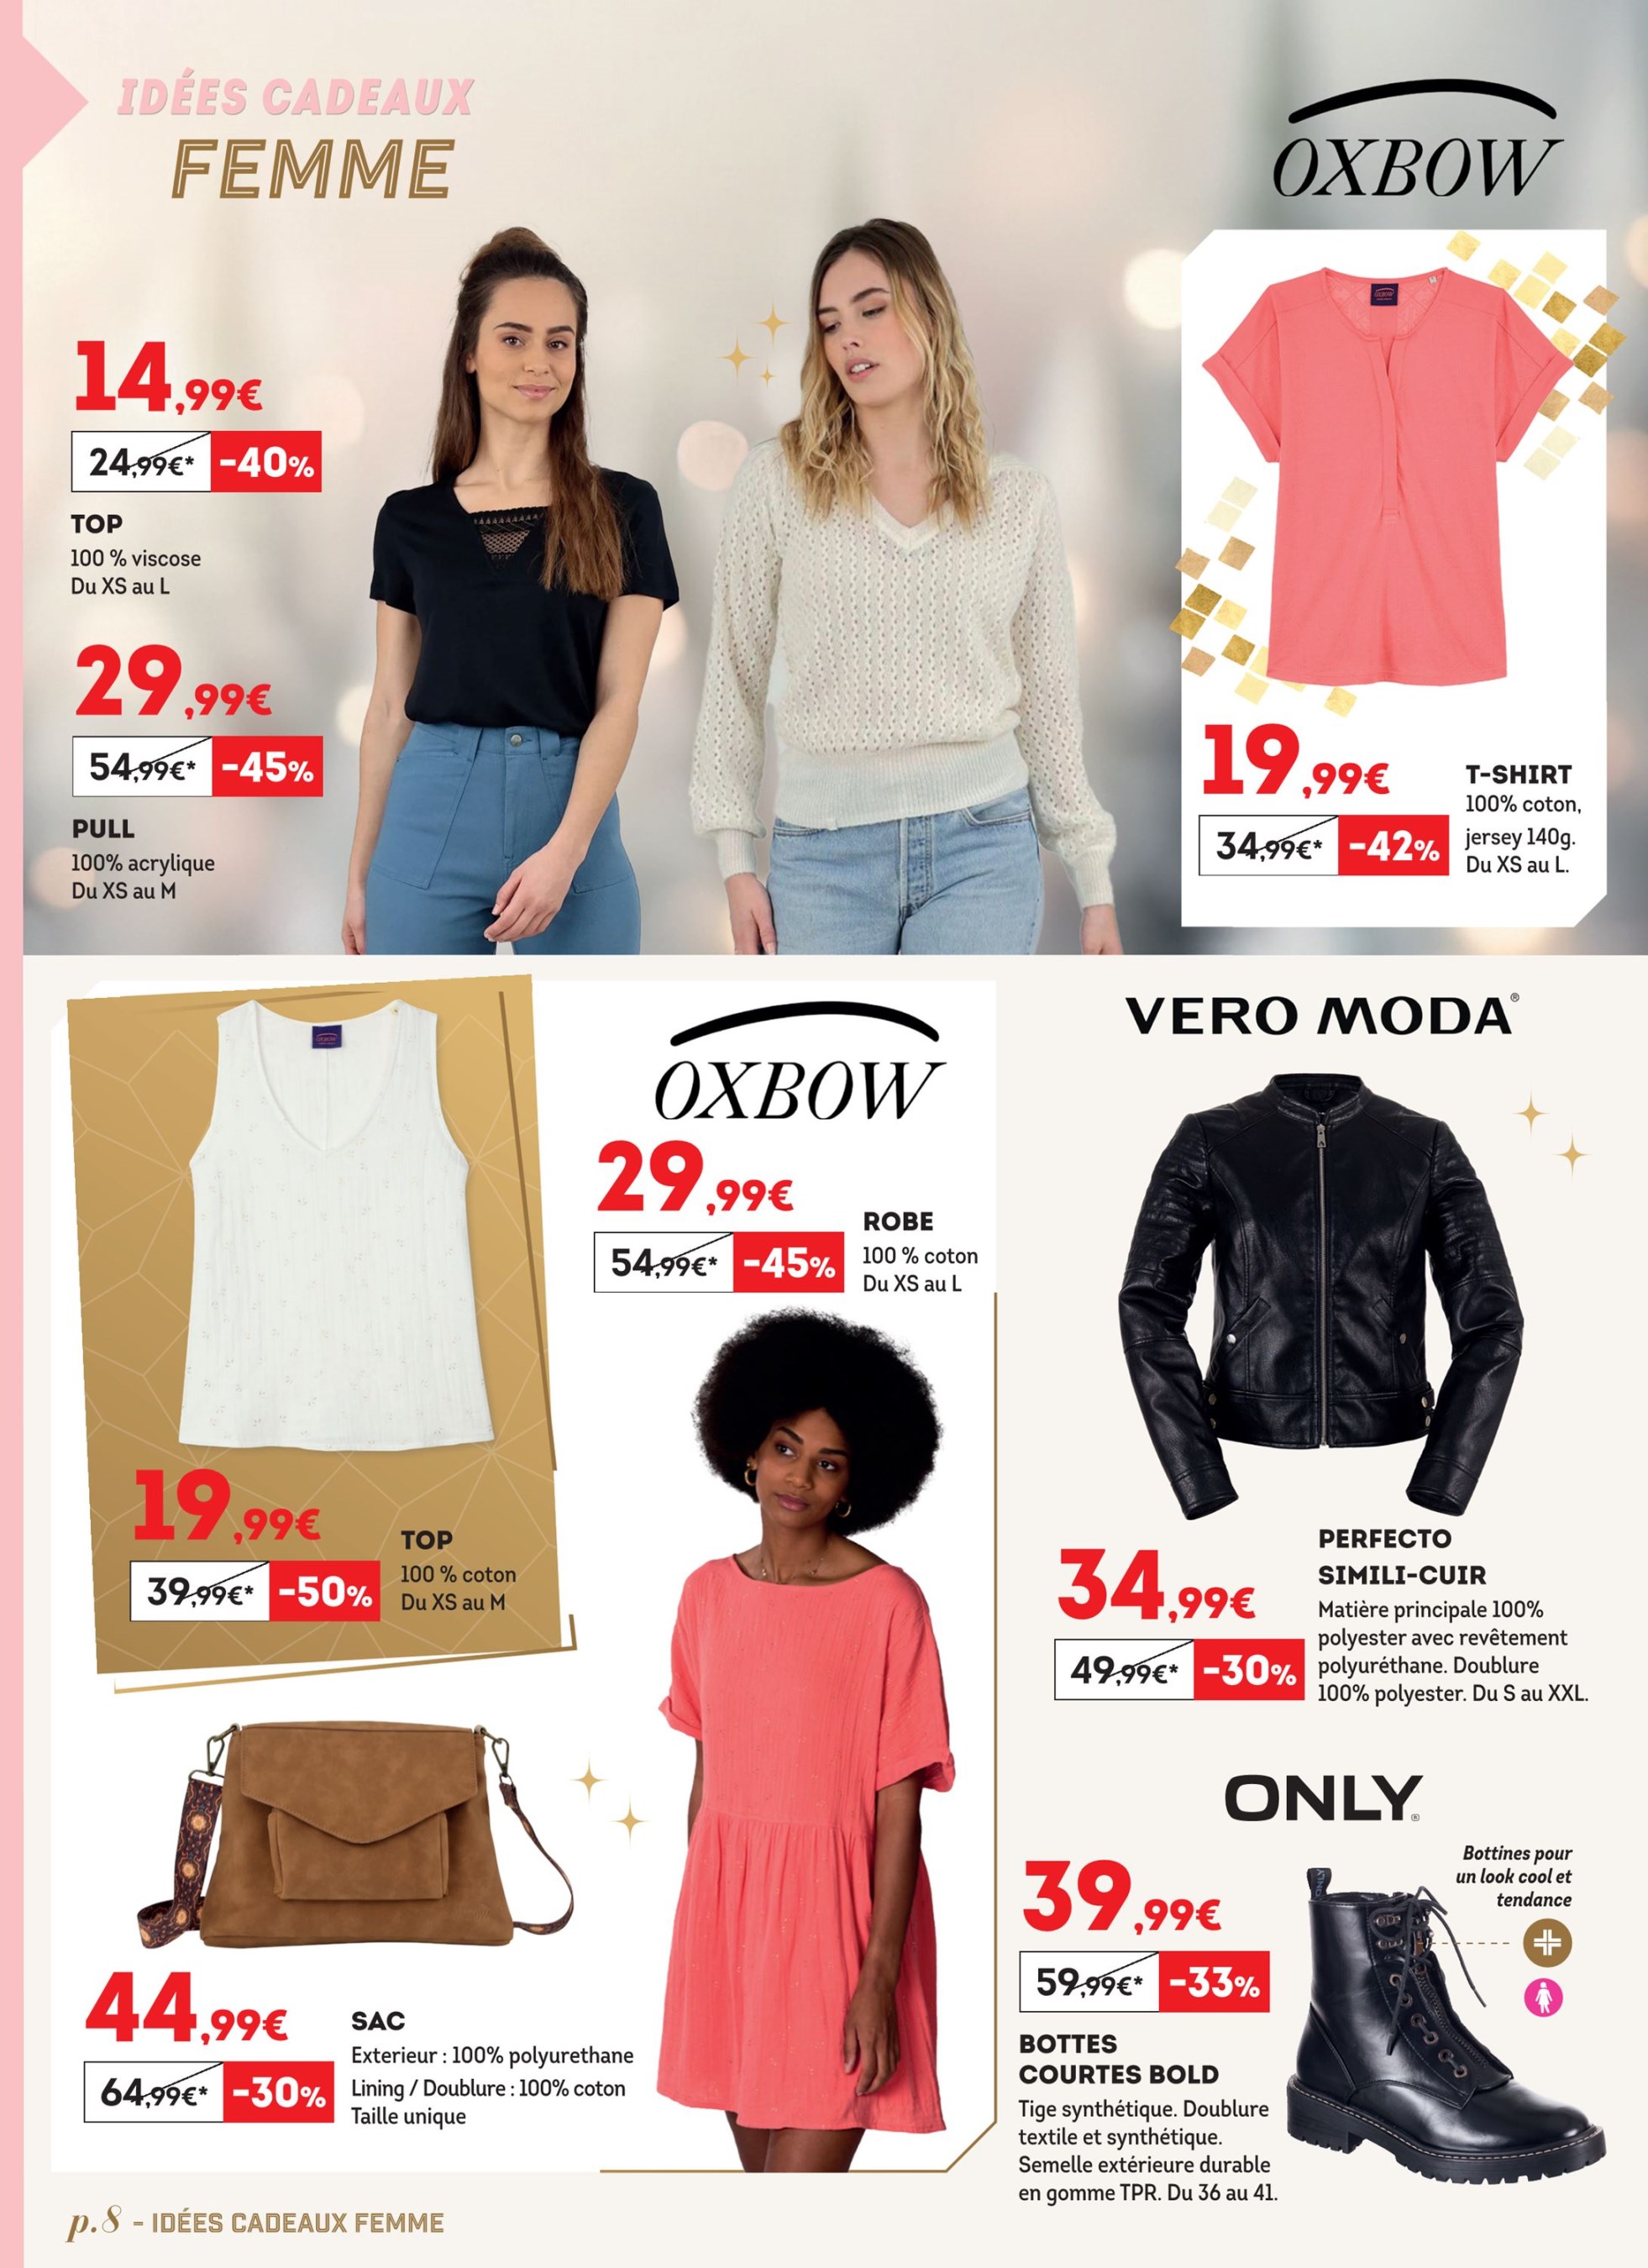 IDÉES CADEAUX
FEMME
OXBOW
14,99€
24,99€* -40%
TOP
100 % viscose
Du XS au L
29,99€
54,99€* -45%
PULL
100% acrylique
Du XS au M
OXBOW
19,99€
34,99€* -42%
T-SHIRT
100% coton,
jersey 140g.
Du XS au L.
OXBOW
19,99€
39,99€* -50%
TOP
100 % coton
Du XS au M
OXBOW
29,99€
54,99€* -45%
ROBE
100 % coton
Du XS au L
44,99€
64,99€* -30%
SAC
Exterieur : 100% polyurethane
Lining / Doublure : 100% coton
Taille unique
VERO MODA®
34,99€
49,99€* -30%
PERFECTO
SIMILI-CUIR
Matière principale 100%
polyester avec revêtement
polyuréthane. Doublure
100% polyester. Du S au XXL.
ONLY®
Bottines pour
un look cool et
tendance
ONLY
39,99€
59,99€* -33%
BOTTES
COURTES BOLD
Tige synthétique. Doublure
textile et synthétique.
Semelle extérieure durable
en gomme TPR. Du 36 au 41.
p.8 - IDÉES CADEAUX FEMME